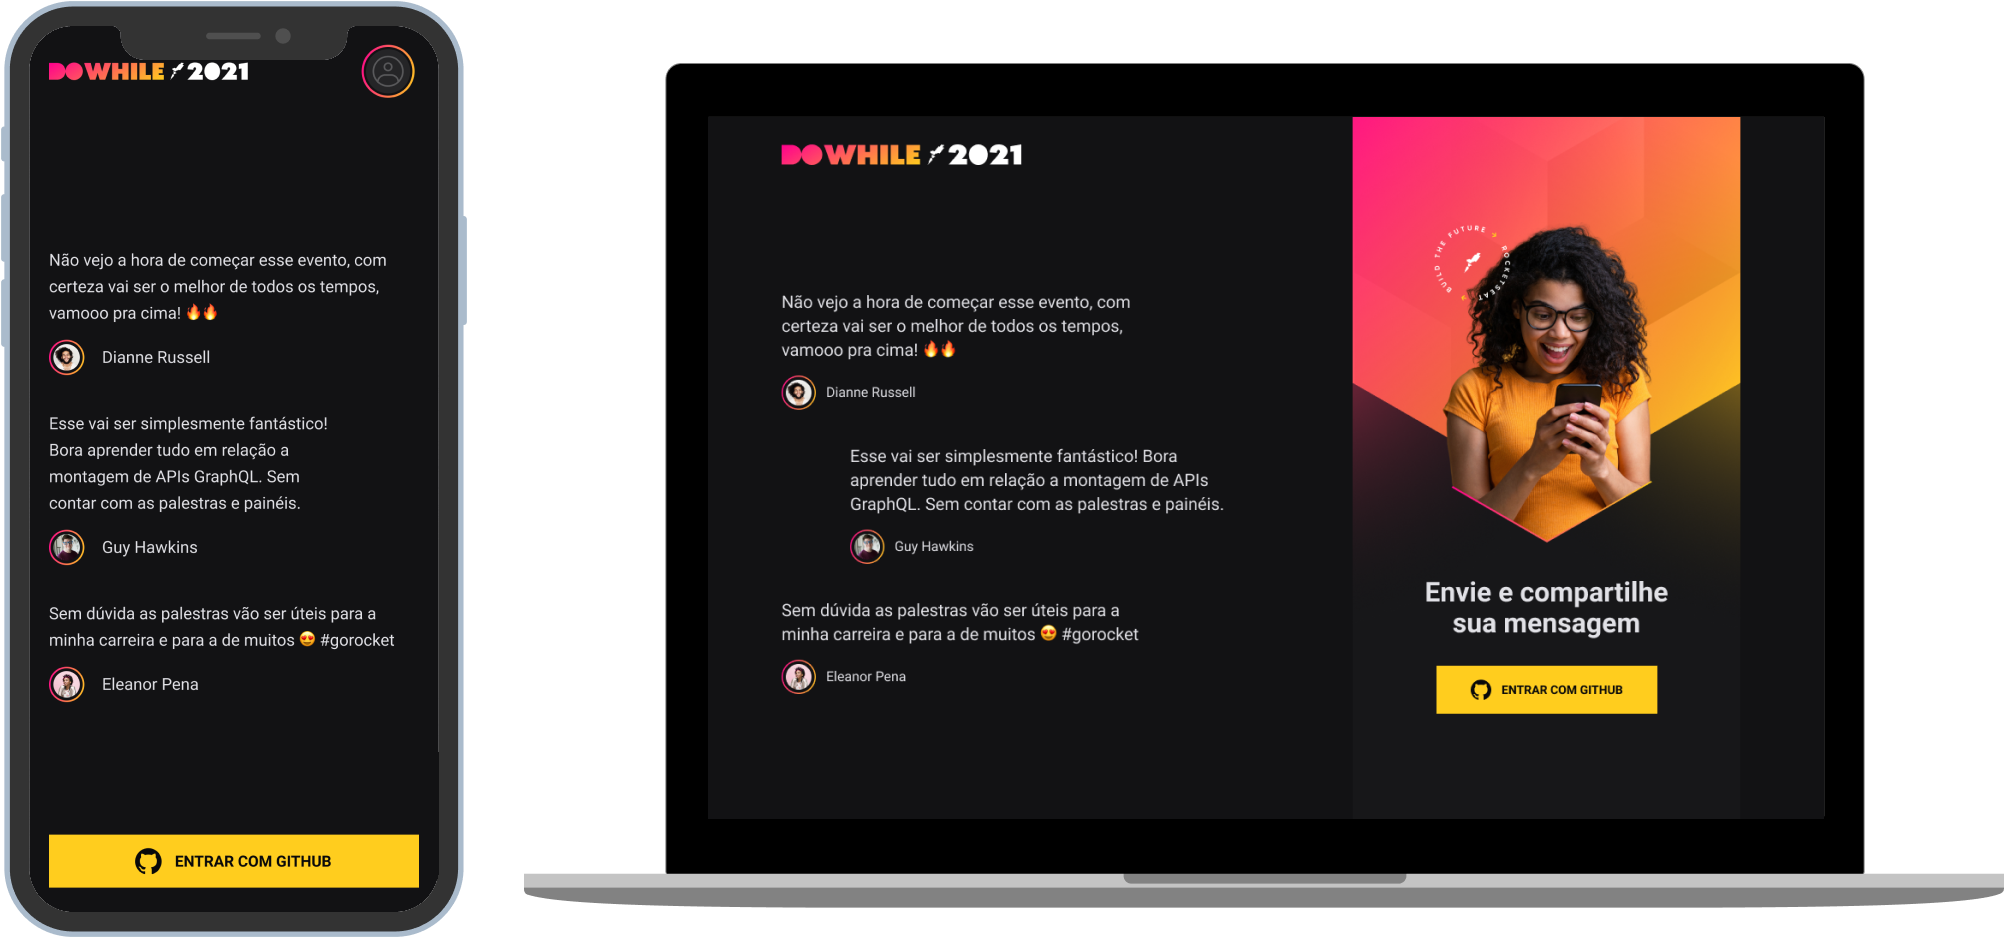 DOWHILE 2021
Não vejo a hora de começar esse evento, com
certeza vai ser o melhor de todos os tempos,
vamooo pra cima! 🔥🔥
Dianne Russell
Esse vai ser simplesmente fantástico!
Bora aprender tudo em relação a
montagem de APIs GraphQL. Sem
contar com as palestras e painéis.
Guy Hawkins
Sem dúvida as palestras vão ser úteis para a
minha carreira e para a de muitos 😍 #gorocket
Eleanor Pena
ENTRAR COM GITHUB
DOWHILE 2021
Não vejo a hora de começar esse evento, com
certeza vai ser o melhor de todos os tempos,
vamooo pra cima! 🔥🔥
Dianne Russell
Esse vai ser simplesmente fantástico! Bora
aprender tudo em relação a montagem de APIs
GraphQL. Sem contar com as palestras e painéis.
Guy Hawkins
Sem dúvida as palestras vão ser úteis para a
minha carreira e para a de muitos 😍 #gorocket
Eleanor Pena
BUILD THE FUTURE > ROCKETSEAT >
Envie e compartilhe
sua mensagem
ENTRAR COM GITHUB